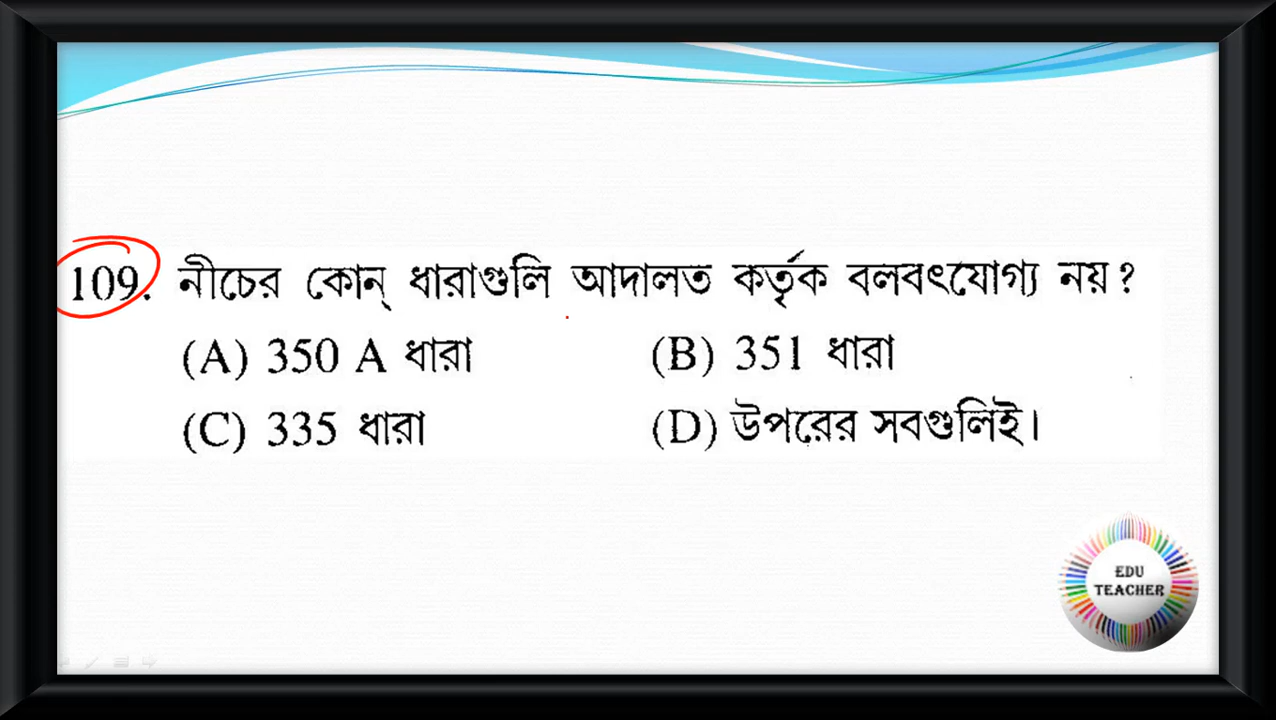 109. নীচের কোন্ ধারাগুলি আদালত কর্তৃক বলবৎযোগ্য নয় ?
(A) 350 A ধারা (B) 351 ধারা
(C) 335 ধারা (D) উপরের সবগুলিই।
EDU
TEACHER